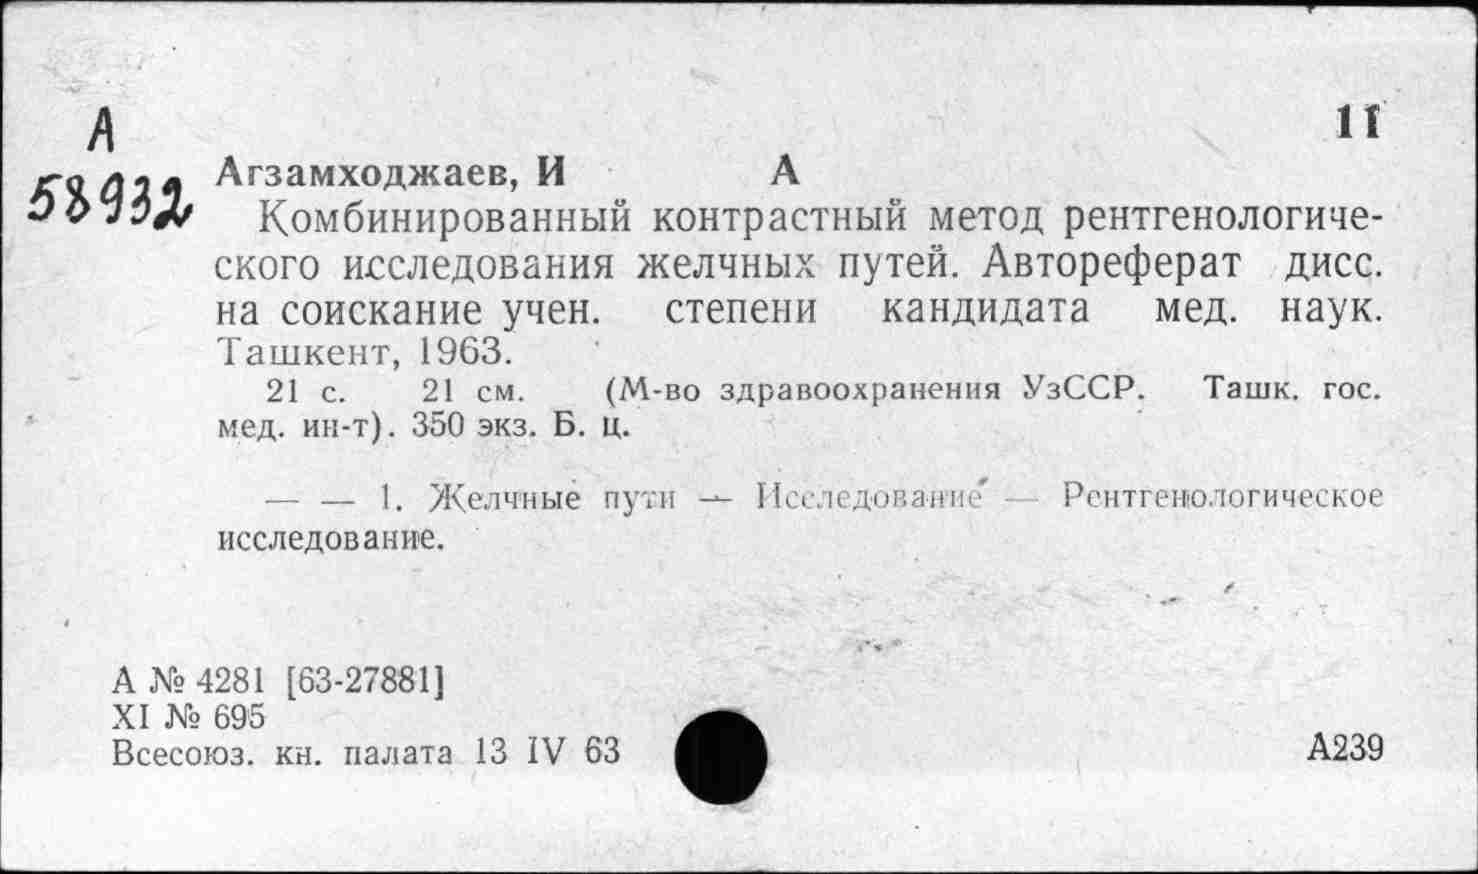 А
11
58932
Агзамходжаев, И А
Комбинированный контрастный метод рентгенологиче-
ского исследования желчных путей. Автореферат дисс.
на соискание учен. степени кандидата мед. наук.
Ташкент, 1963.
21 с. 21 см. (М-во здравоохранения УзССР. Ташк. гос.
мед. ин-т). 350 экз. Б. ц.
— — 1. Желчные пути — Исследование — Рентгенологическое
исследование.
А № 4281 [63-27881]
XI № 695
Всесоюз. кн. палата 13 IV 63
А239